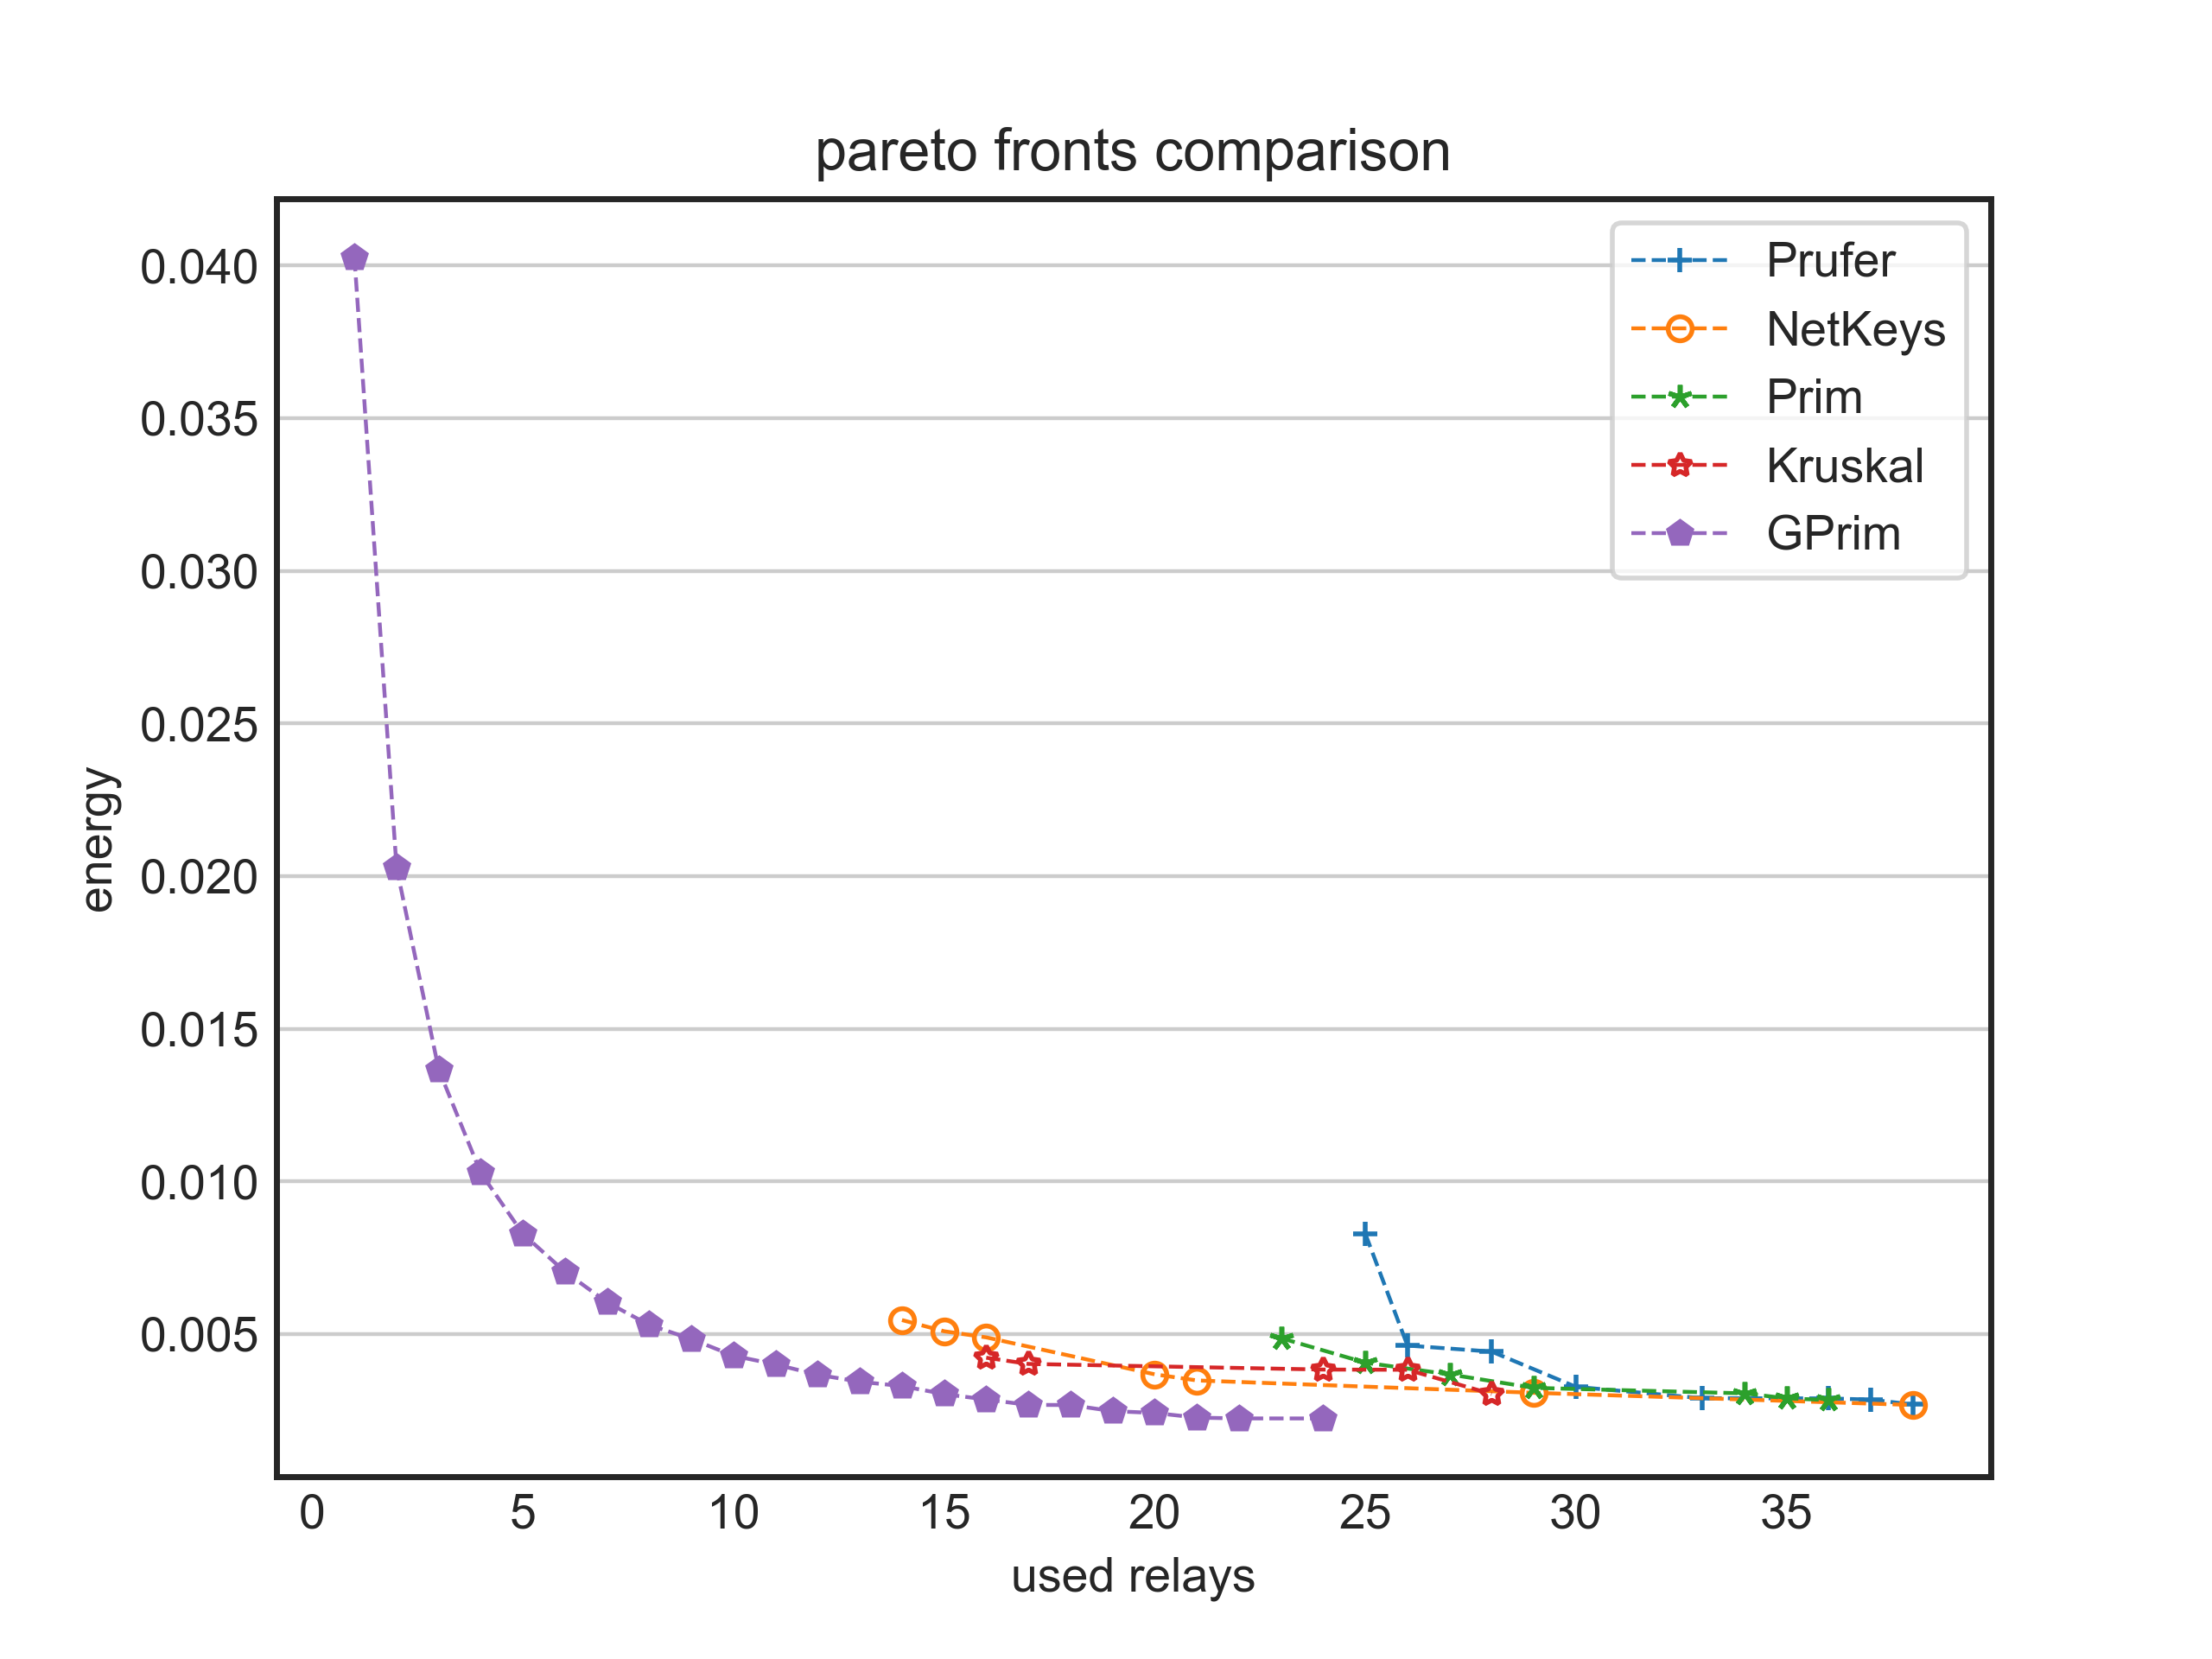 pareto fronts comparison
0.040
0.035
0.030
0.025
0.020
0.015
0.010
0.005
energy
0 5 10 15 20 25 30 35
used relays
Prufer
NetKeys
Prim
Kruskal
GPrim